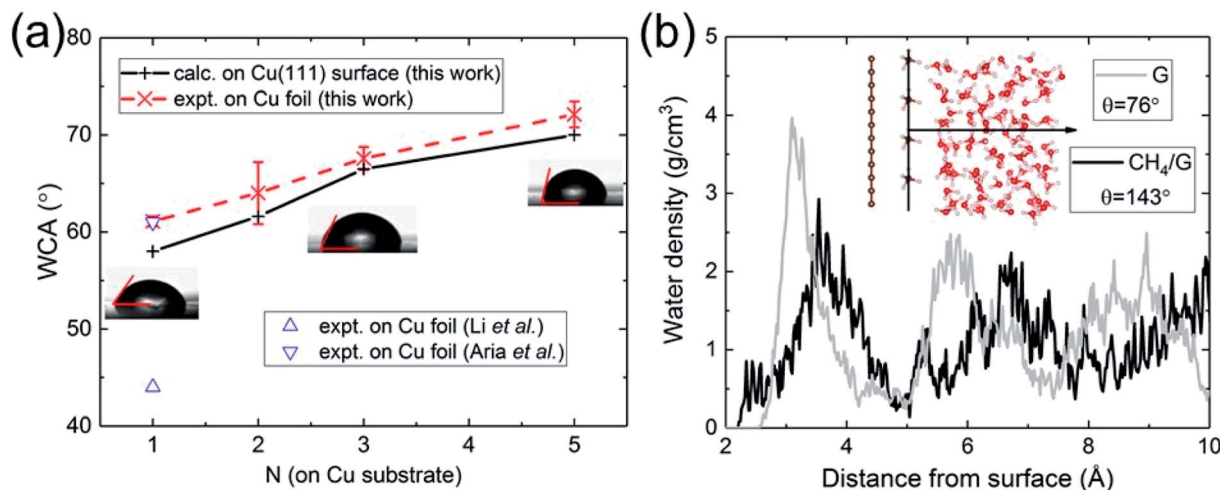 (a)
calc. on Cu(111) surface (this work)
expt. on Cu foil (this work)
expt. on Cu foil (Li et al.)
expt. on Cu foil (Aria et al.)
WCA (°)
80
70
60
50
40
1 2 3 4 5
N (on Cu substrate)
(b)
G
θ=76°
CH₄/G
θ=143°
Water density (g/cm³)
5
4
3
2
1
0
2 4 6 8 10
Distance from surface (Å)